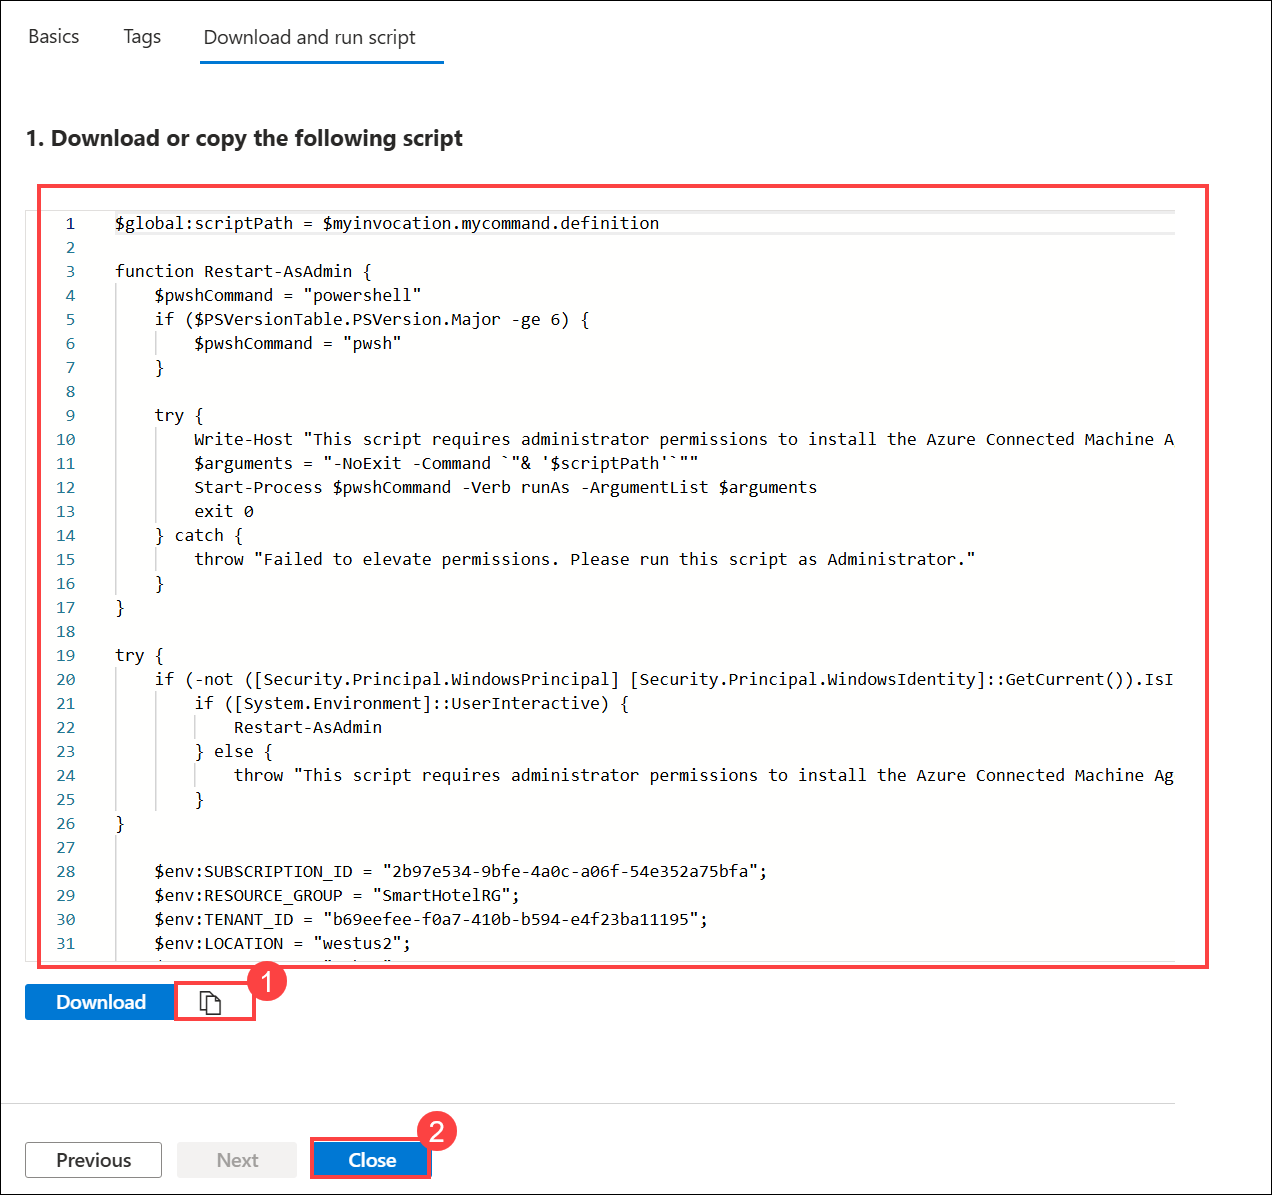 Basics Tags Download and run script
1. Download or copy the following script
1 $global:scriptPath = $myinvocation.mycommand.definition
2
3 function Restart-AsAdmin {
4 $pwshCommand = "powershell"
5 if ($PSVersionTable.PSVersion.Major -ge 6) {
6 $pwshCommand = "pwsh"
7 }
8
9 try {
10 Write-Host "This script requires administrator permissions to install the Azure Connected Machine A
11 $arguments = "-NoExit -Command `"& '$scriptPath'`""
12 Start-Process $pwshCommand -Verb runAs -ArgumentList $arguments
13 exit 0
14 } catch {
15 throw "Failed to elevate permissions. Please run this script as Administrator."
16 }
17 }
18
19 try {
20 if (-not ([Security.Principal.WindowsPrincipal] [Security.Principal.WindowsIdentity]::GetCurrent()).IsI
21 if ([System.Environment]::UserInteractive) {
22 Restart-AsAdmin
23 } else {
24 throw "This script requires administrator permissions to install the Azure Connected Machine Ag
25 }
26 }
27
28 $env:SUBSCRIPTION_ID = "2b97e534-9bfe-4a0c-a06f-54e352a75bfa";
29 $env:RESOURCE_GROUP = "SmartHotelRG";
30 $env:TENANT_ID = "b69eefee-f0a7-410b-b594-e4f23ba11195";
31 $env:LOCATION = "westus2";
1
Download
2
Previous Next Close